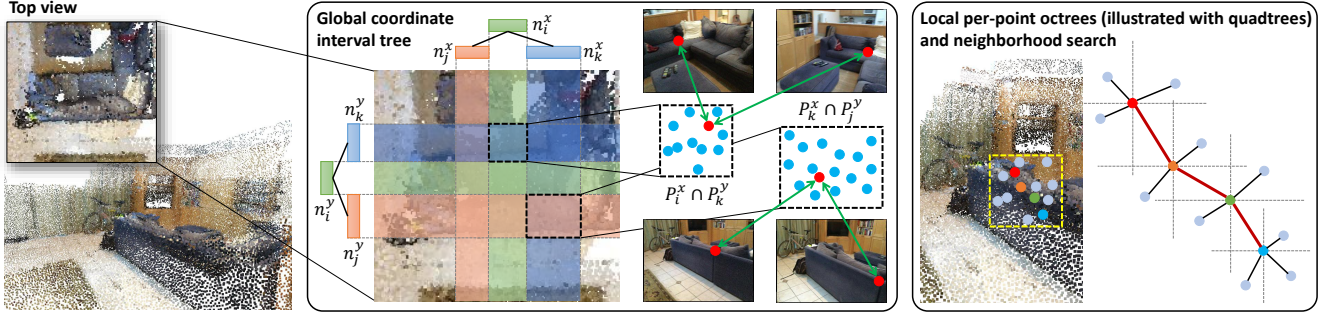 Top view
Global coordinate
interval tree
n_i^x
n_j^x
n_k^x
n_k^y
n_i^y
n_j^y
P_k^x ∩ P_j^y
P_i^x ∩ P_k^y
Local per-point octrees (illustrated with quadtrees)
and neighborhood search